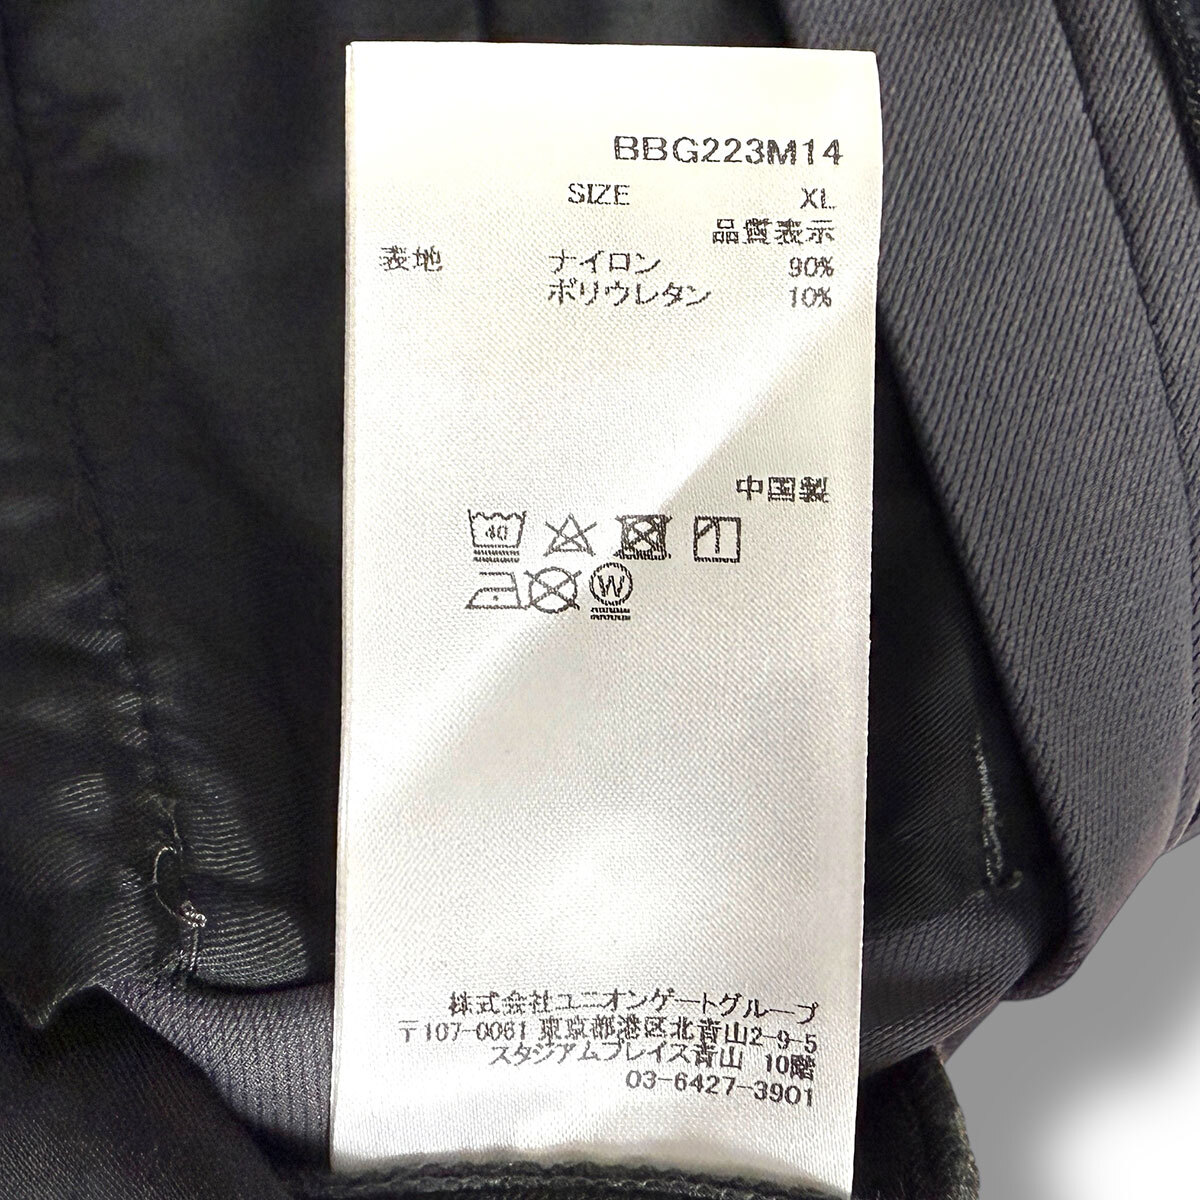 BBG223M14
SIZE XL
品質表示
表地 ナイロン 90%
ポリウレタン 10%
中国製
40
W
株式会社ユニオンゲートグループ
〒107-0061 東京都港区北青山2-9-5
スタジアムプレイス青山 10階
03-6427-3901